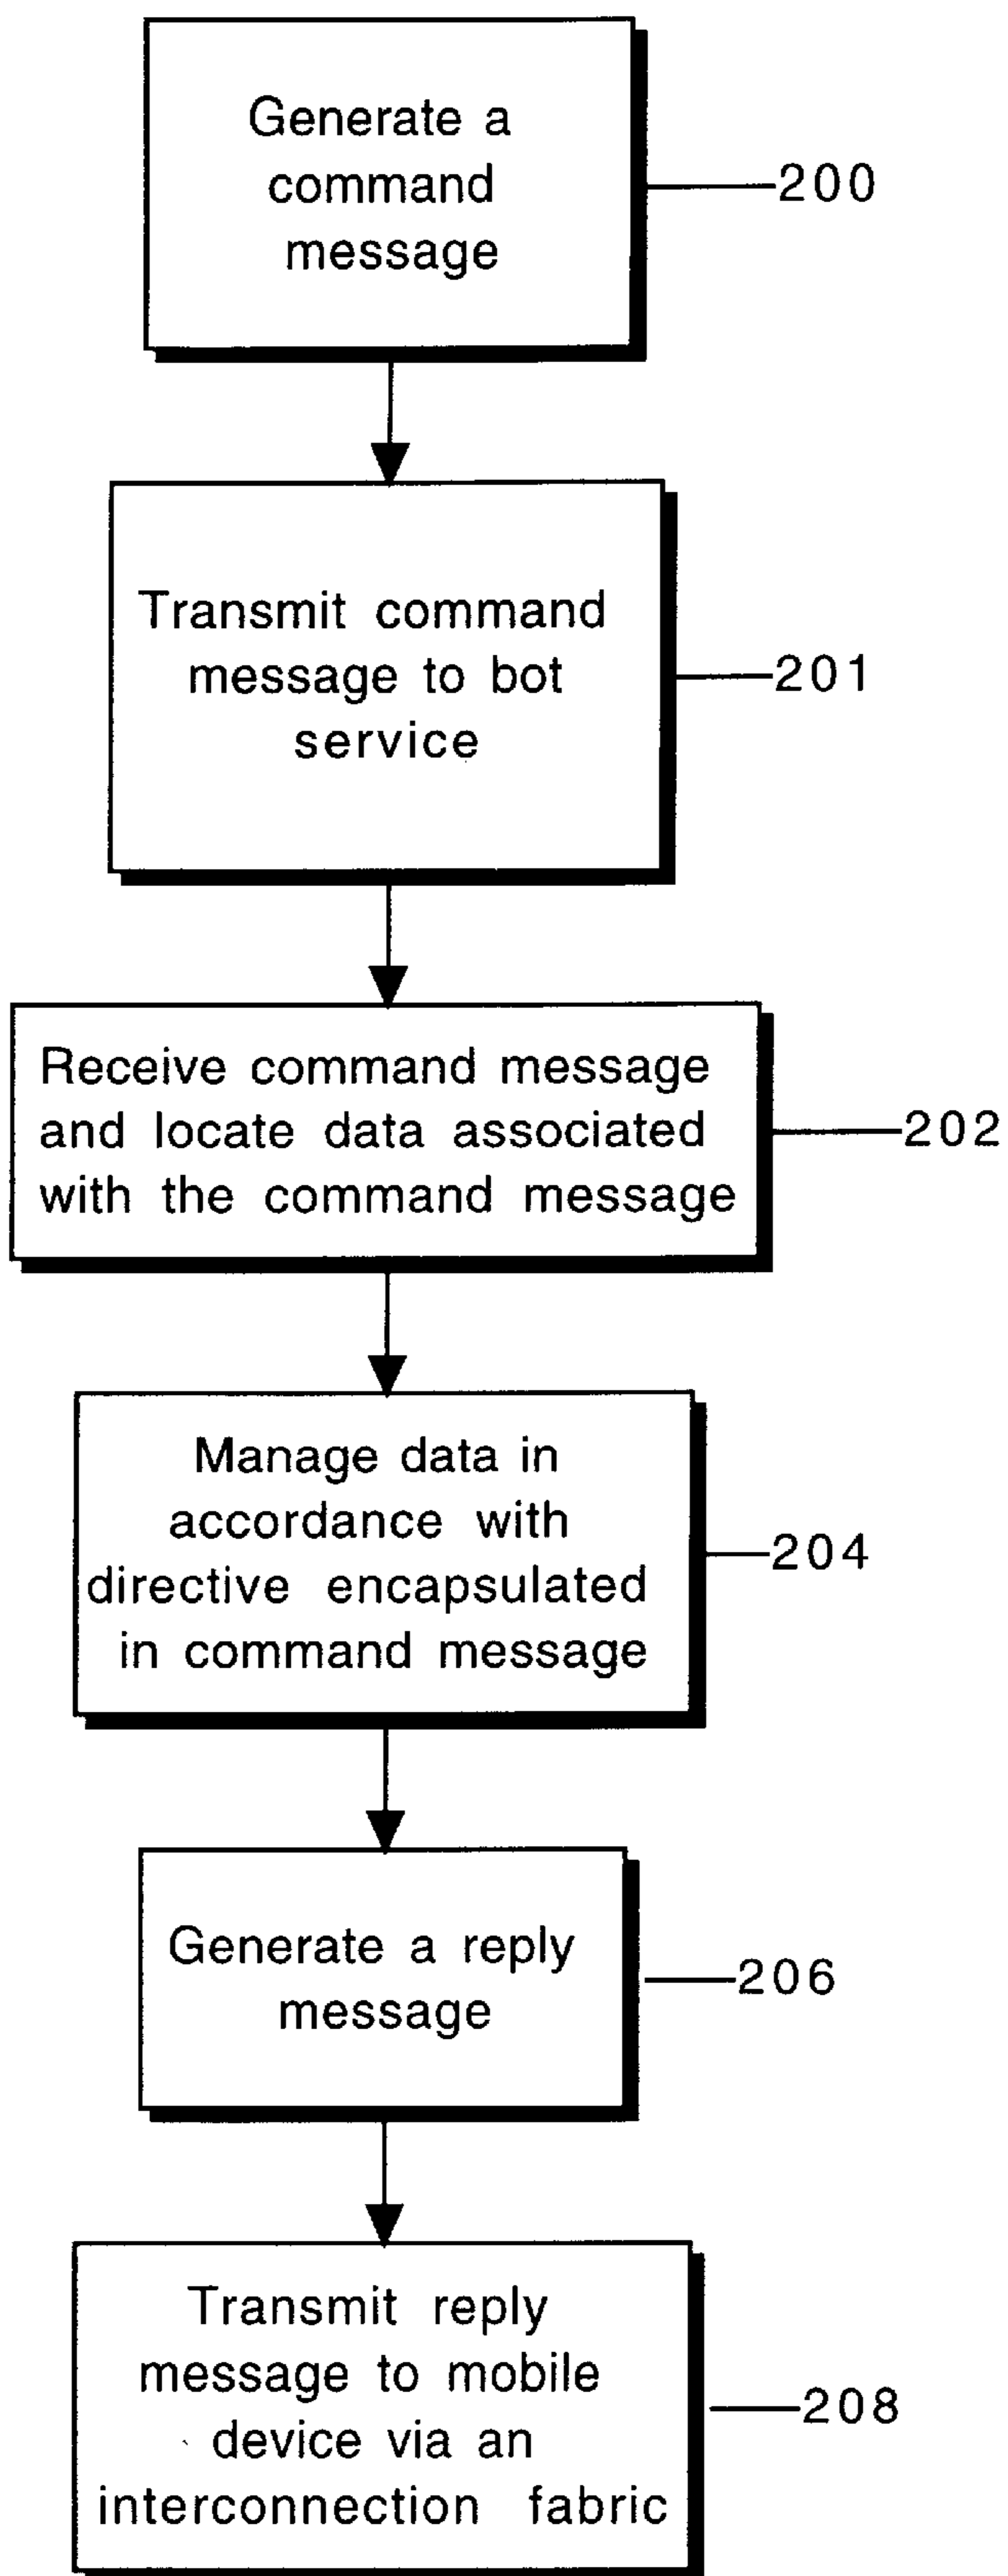 Generate a
command
message
200
Transmit command
message to bot
service
201
Receive command message
and locate data associated
with the command message
202
Manage data in
accordance with
directive encapsulated
in command message
204
Generate a reply
message
206
Transmit reply
message to mobile
device via an
interconnection fabric
208